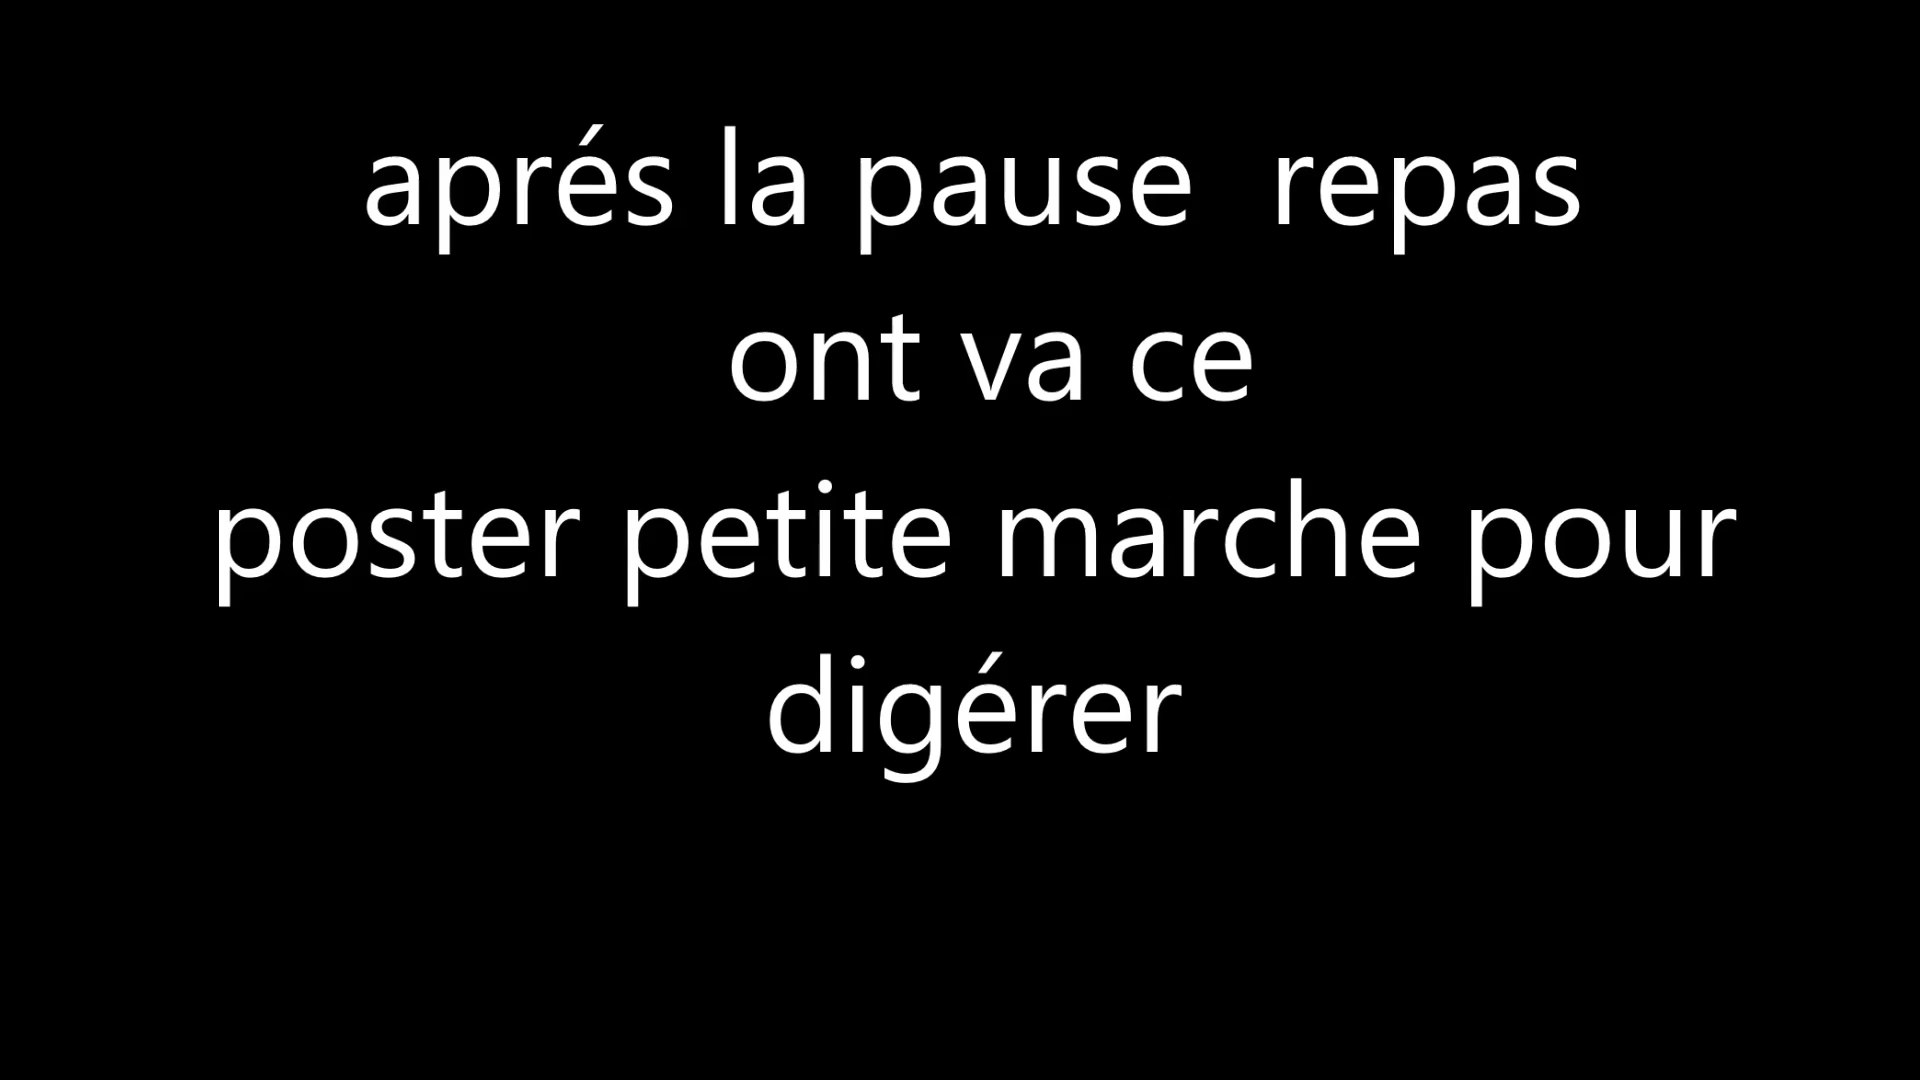 aprés la pause  repas
ont va ce
poster petite marche pour
digérer